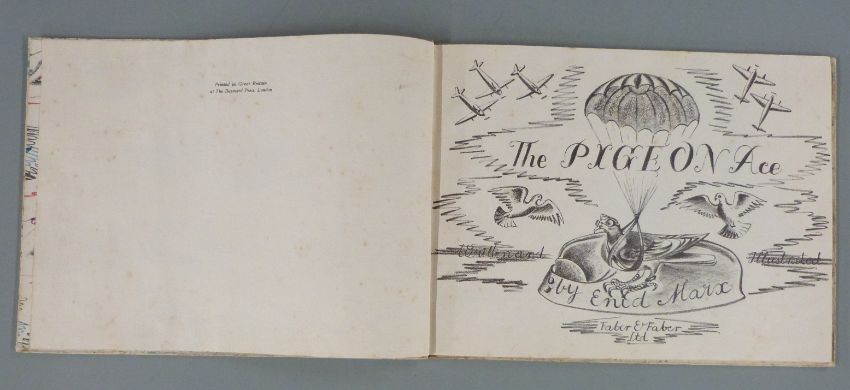 Printed in Great Britain
at The Baynard Press, London
The PIGEON Ace
Written and Illustrated
by Enid Marx
Faber & Faber
Ltd